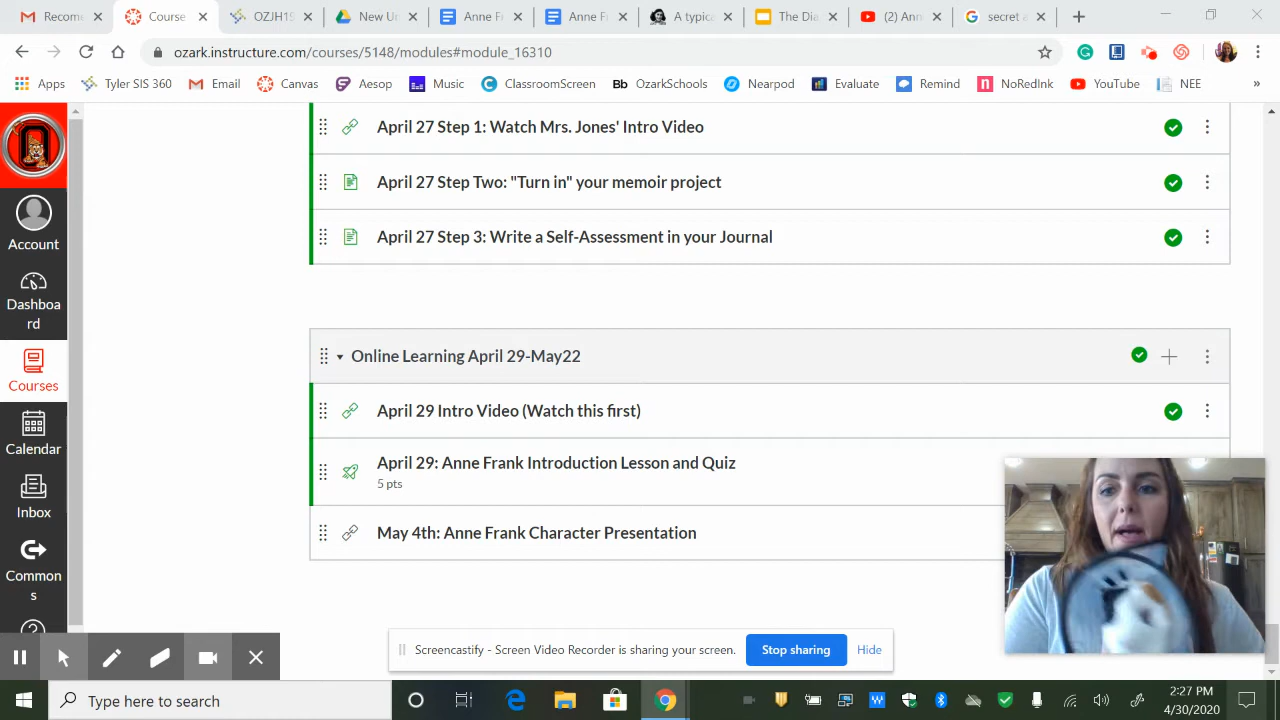 Recom
Course
OZJH15
New U
Anne F
Anne F
A typica
The Dia
(2) Ann
secret a
ozark.instructure.com/courses/5148/modules#module_16310
Apps Tyler SIS 360 Email Canvas Aesop Music ClassroomScreen Bb OzarkSchools Nearpod Evaluate Remind NoRedInk YouTube NEE »
April 27 Step 1: Watch Mrs. Jones' Intro Video
April 27 Step Two: "Turn in" your memoir project
April 27 Step 3: Write a Self-Assessment in your Journal
Online Learning April 29-May22
April 29 Intro Video (Watch this first)
April 29: Anne Frank Introduction Lesson and Quiz
5 pts
May 4th: Anne Frank Character Presentation
Account
Dashboa
rd
Courses
Calendar
Inbox
Common
s
Screencastify - Screen Video Recorder is sharing your screen. Stop sharing Hide
Type here to search
2:27 PM
4/30/2020